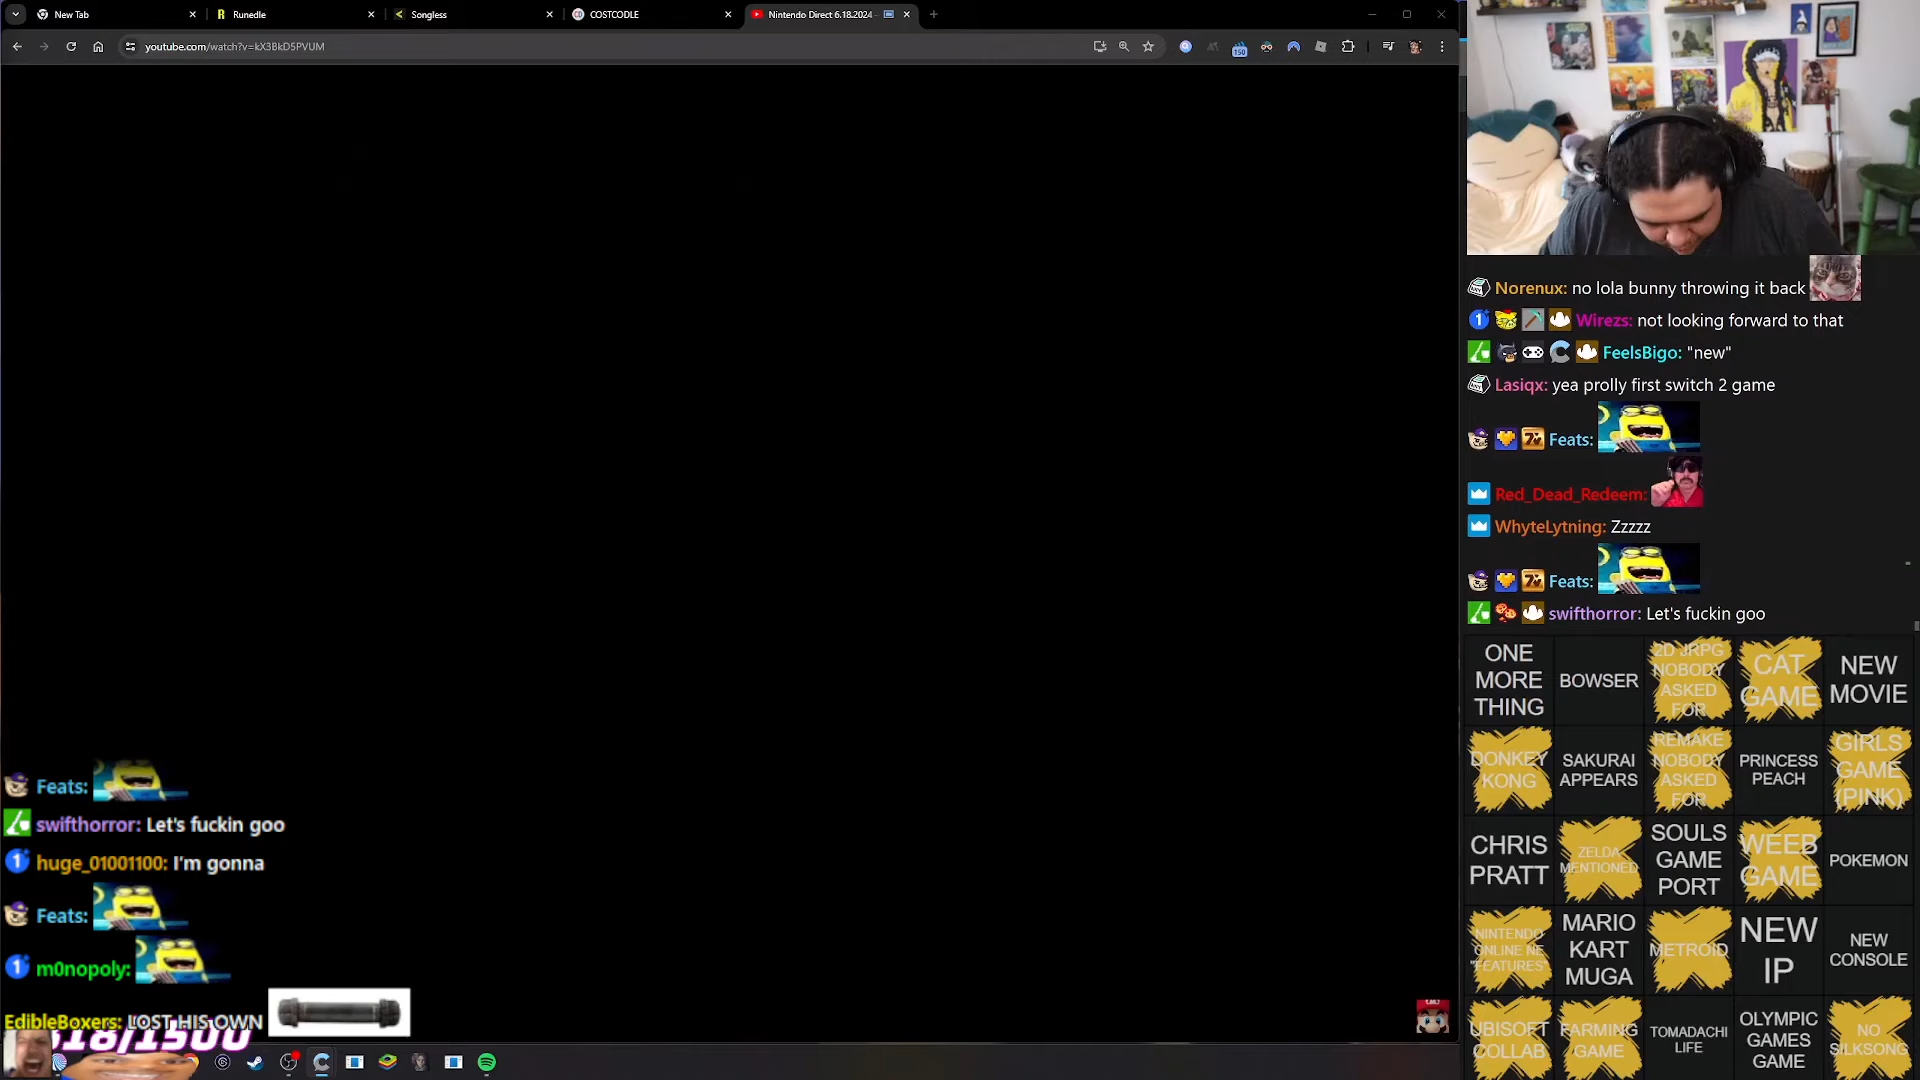 New Tab
Runedle
Songless
COSTCODLE
Nintendo Direct 6.18.2024 -
youtube.com/watch?v=kX3BkD5PVUM
150
Norenux: no lola bunny throwing it back
Wirezs: not looking forward to that
FeelsBigo: "new"
Lasiqx: yea prolly first switch 2 game
Feats:
Red_Dead_Redeem:
WhyteLytning: Zzzzz
Feats:
swifthorror: Let's fuckin goo
Feats:
swifthorror: Let's fuckin goo
huge_01001100: I'm gonna
Feats:
m0nopoly:
EdibleBoxers: LOST HIS OWN
618/1500
ONE MORE THING
BOWSER
2D JRPG NOBODY ASKED FOR
CAT GAME
NEW MOVIE
DONKEY KONG
SAKURAI APPEARS
REMAKE NOBODY ASKED FOR
PRINCESS PEACH
GIRLS GAME (PINK)
CHRIS PRATT
ZELDA MENTIONED
SOULS GAME PORT
WEEB GAME
POKEMON
NINTENDO ONLINE NE "FEATURES"
MARIO KART MUGA
METROID
NEW IP
NEW CONSOLE
UBISOFT COLLAB
FARMING GAME
TOMADACHI LIFE
OLYMPIC GAMES GAME
NO SILKSONG